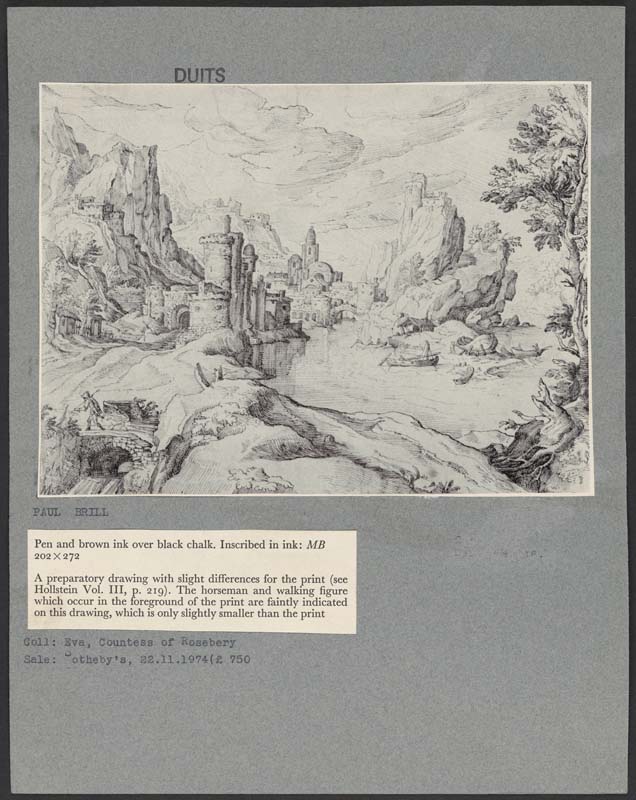 DUITS
PAUL BRILL
Pen and brown ink over black chalk. Inscribed in ink: MB
202×272
A preparatory drawing with slight differences for the print (see
Hollstein Vol. III, p. 219). The horseman and walking figure
which occur in the foreground of the print are faintly indicated
on this drawing, which is only slightly smaller than the print
Coll: Eva, Countess of Rosebery
Sale: Sotheby's, 22.11.1974(£ 750